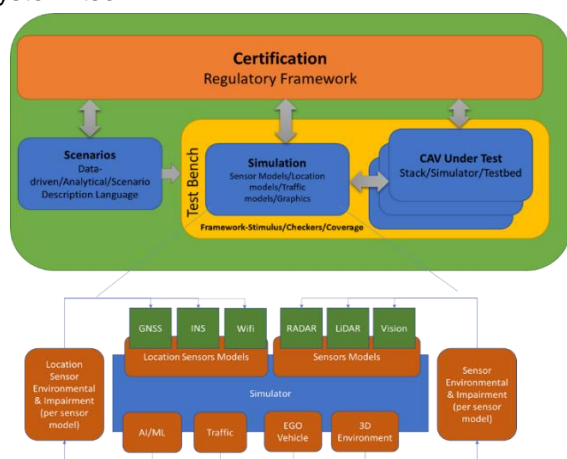 Certification
Regulatory Framework
Scenarios
Data-
driven/Analytical/Scenario
Description Language
Test Bench
Simulation
Sensor Models/Location
models/Traffic
models/Graphics
Framework-Stimulus/Checkers/Coverage
CAV Under Test
Stack/Simulator/Testbed
GNSS
INS
Wifi
RADAR
LiDAR
Vision
Location Sensors Models
Sensors Models
Location
Sensor
Environmental
& Impairment
(per sensor
model)
Simulator
Sensor
Environmental
& Impairment
(per sensor
model)
AI/ML
Traffic
EGO
Vehicle
3D
Environment